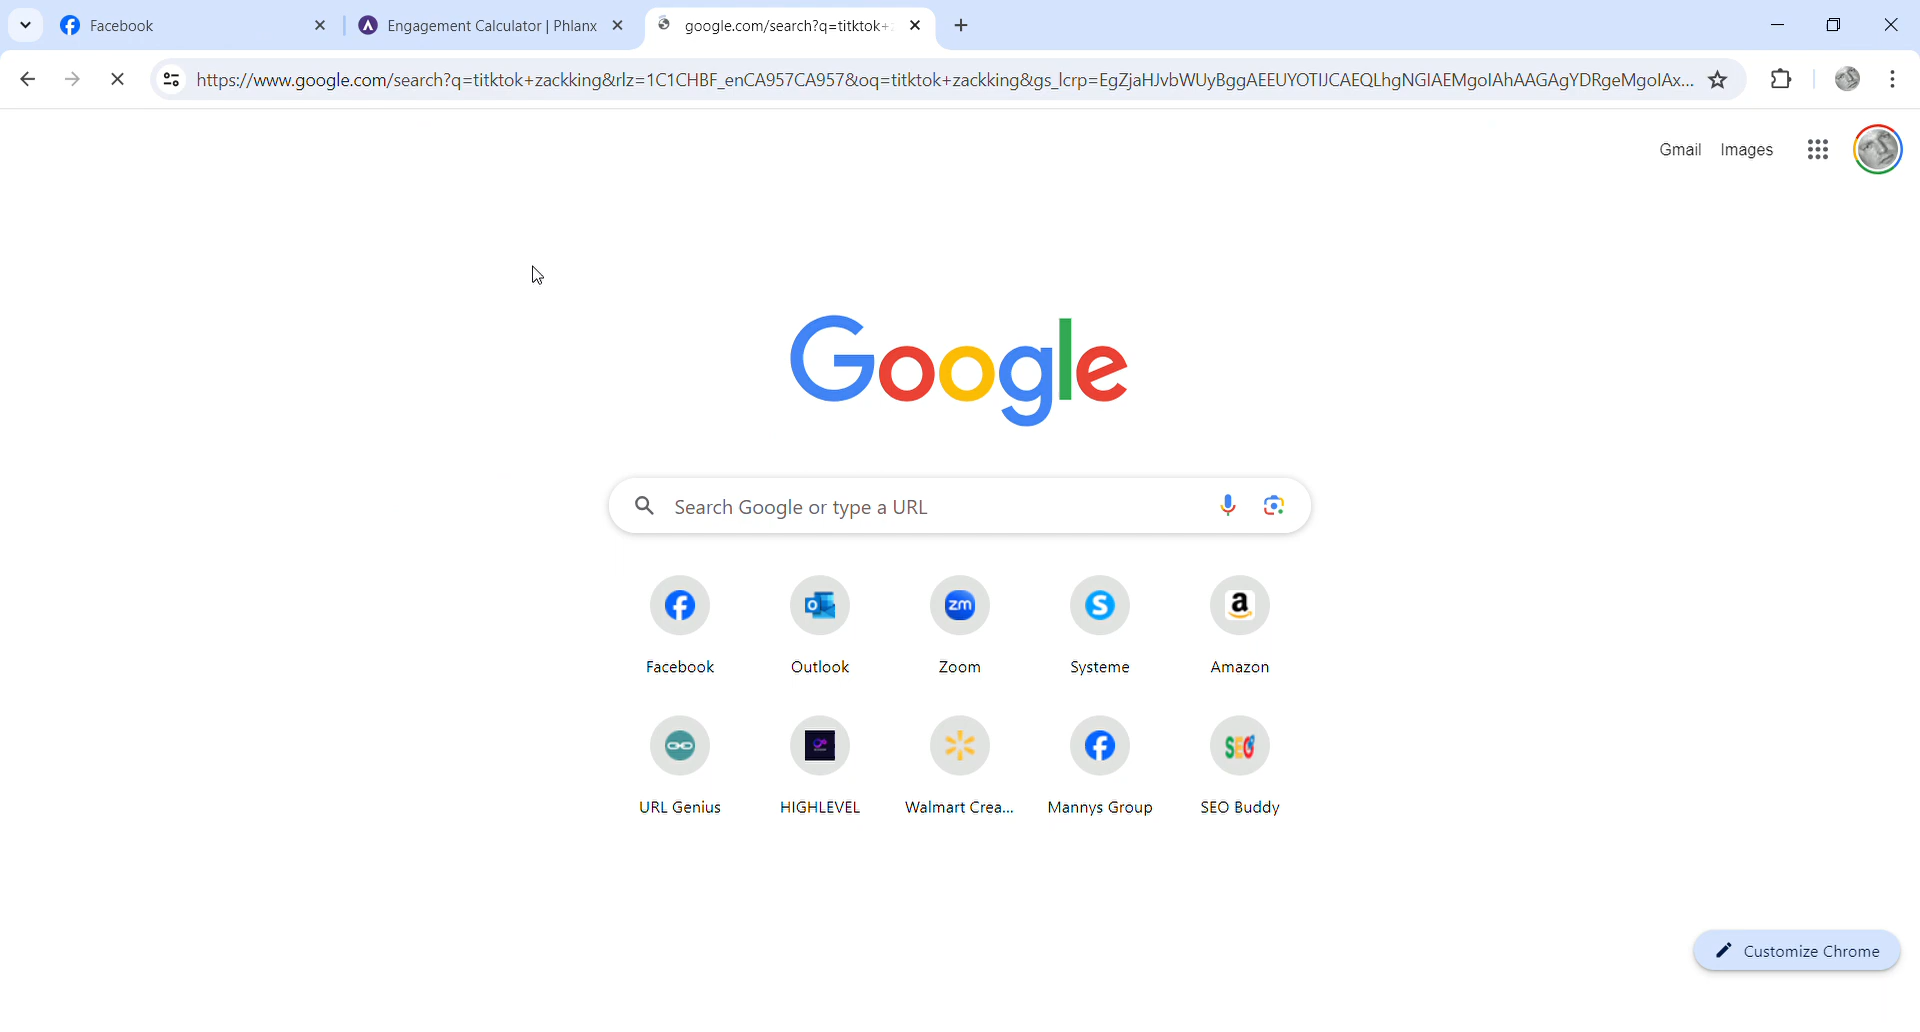 Facebook
Engagement Calculator | Phlanx
google.com/search?q=titktok+
https://www.google.com/search?q=titktok+zackking&rlz=1C1CHBF_enCA957CA957&oq=titktok+zackking&gs_lcrp=EgZjaHJvbWUyBggAEEUYOTIJCAEQLhgNGIAEMgoIAhAAGAgYDRgeMgoIAx...
Gmail
Images
Google
Search Google or type a URL
Facebook
Outlook
zm
Zoom
S
Systeme
a
Amazon
URL Genius
HIGHLEVEL
Walmart Crea...
Mannys Group
SEO
SEO Buddy
Customize Chrome